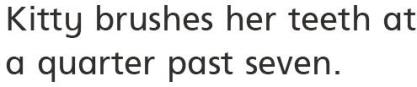 Kitty brushes her teeth at
a quarter past seven.